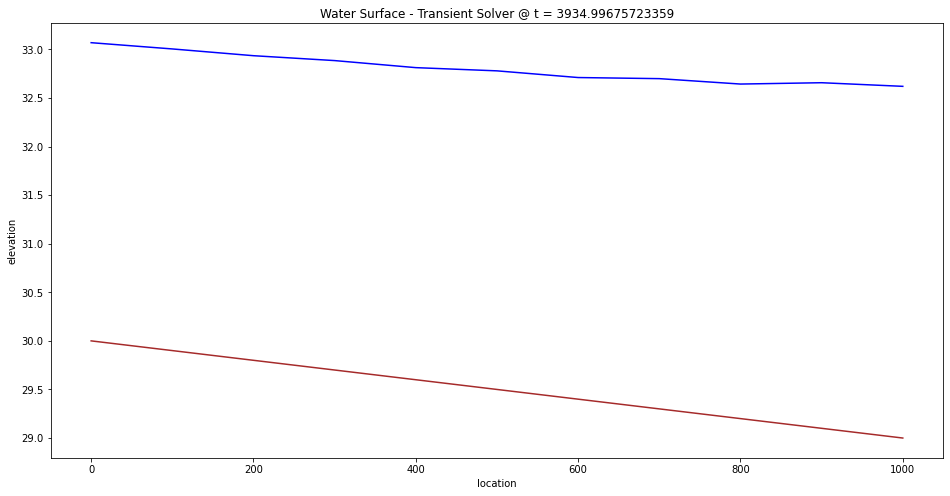 Water Surface - Transient Solver @ t = 3934.99675723359
33.0
32.5
32.0
31.5
31.0
30.5
30.0
29.5
29.0
elevation
0 200 400 600 800 1000
location